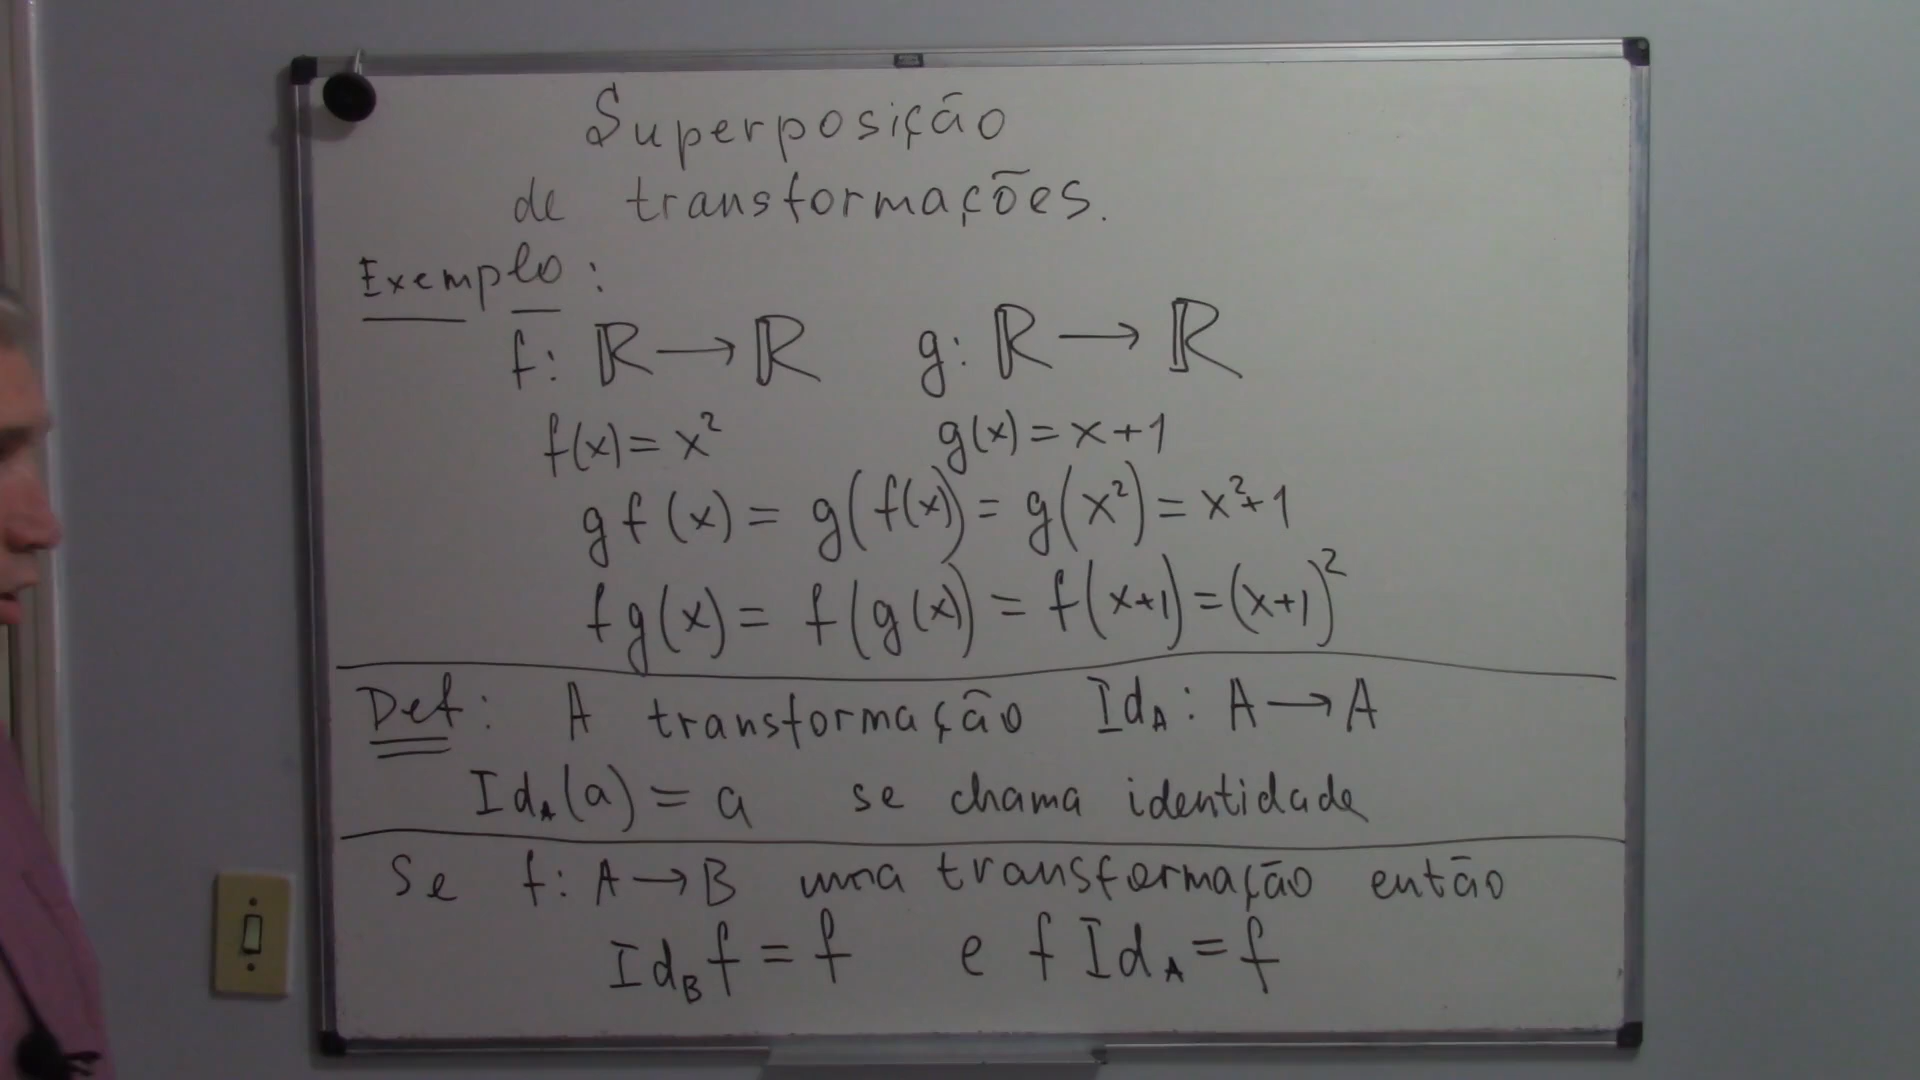 Superposição
de transformações.
Exemplo:
f: ℝ → ℝ    g: ℝ → ℝ
f(x) = x²    g(x) = x+1
gf(x) = g(f(x)) = g(x²) = x²+1
fg(x) = f(g(x)) = f(x+1) = (x+1)²
Def: A transformação Id_A: A → A
Id_A(a) = a se chama identidade
Se f: A → B uma transformação então
Id_B f = f e f Id_A = f